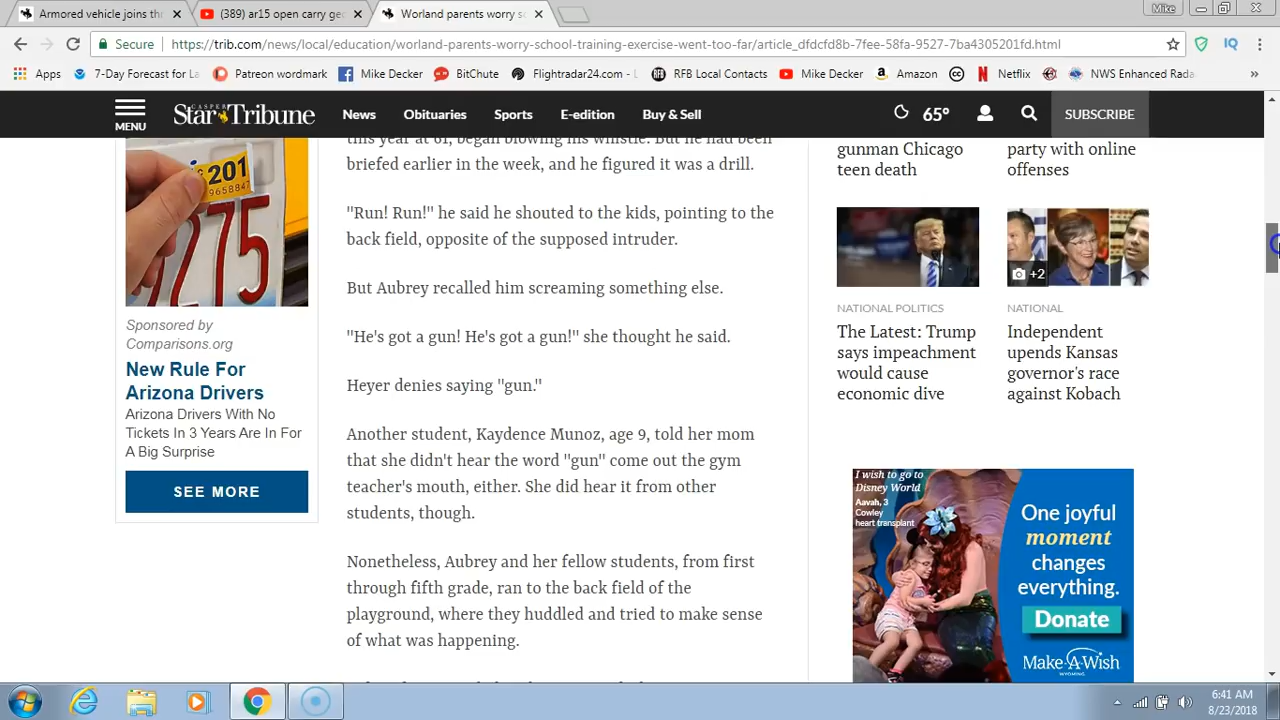 Armored vehicle joins th
(389) ar15 open carry ge
Worland parents worry sc
Mike
Secure
https://trib.com/news/local/education/worland-parents-worry-school-training-exercise-went-too-far/article_dfdcfd8b-7fee-58fa-9527-7ba4305201fd.html
Apps
7-Day Forecast for La
Patreon wordmark
Mike Decker
BitChute
Flightradar24.com - L
RFB Local Contacts
Mike Decker
Amazon
Netflix
NWS Enhanced Rada
»
MENU
CASPER
Star Tribune
News
Obituaries
Sports
E-edition
Buy & Sell
65°
SUBSCRIBE
201
9658847
275
Sponsored by
Comparisons.org
New Rule For
Arizona Drivers
Arizona Drivers With No
Tickets In 3 Years Are In For
A Big Surprise
SEE MORE
this year at 61, began blowing his whistle. But he had been
briefed earlier in the week, and he figured it was a drill.
"Run! Run!" he said he shouted to the kids, pointing to the
back field, opposite of the supposed intruder.
But Aubrey recalled him screaming something else.
"He's got a gun! He's got a gun!" she thought he said.
Heyer denies saying "gun."
Another student, Kaydence Munoz, age 9, told her mom
that she didn't hear the word "gun" come out the gym
teacher's mouth, either. She did hear it from other
students, though.
Nonetheless, Aubrey and her fellow students, from first
through fifth grade, ran to the back field of the
playground, where they huddled and tried to make sense
of what was happening.
gunman Chicago
teen death
party with online
offenses
+2
NATIONAL POLITICS
The Latest: Trump
says impeachment
would cause
economic dive
NATIONAL
Independent
upends Kansas
governor's race
against Kobach
I wish to go to
Disney World
Aavah, 3
Cowley
heart transplant
One joyful
moment
changes
everything.
Donate
Make-A-Wish
WYOMING
6:41 AM
8/23/2018